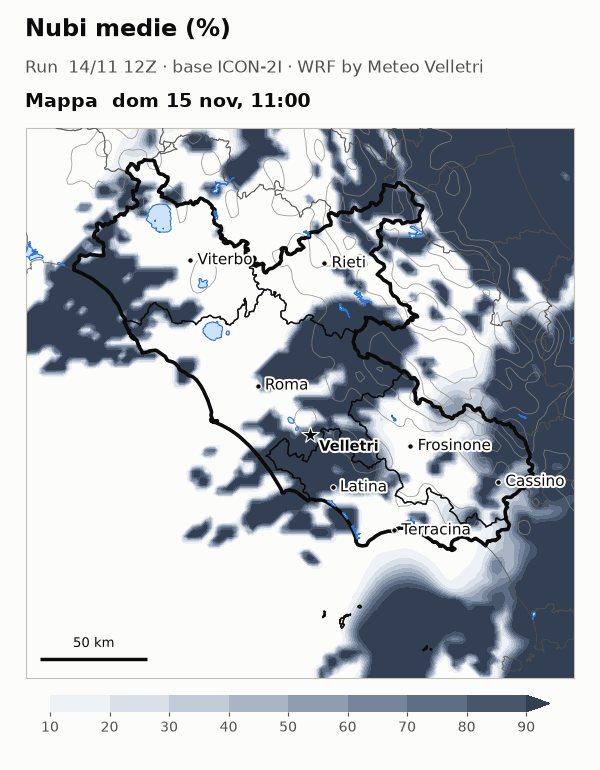 Nubi medie (%)
Run  14/11 12Z · base ICON-2I · WRF by Meteo Velletri
Mappa  dom 15 nov, 11:00
Viterbo
Rieti
Roma
Velletri
Frosinone
Latina
Cassino
Terracina
50 km
10 20 30 40 50 60 70 80 90